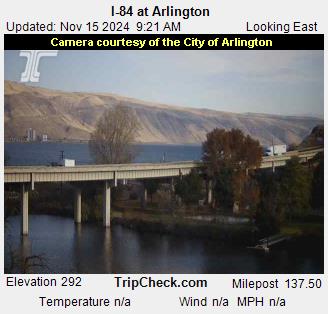 I-84 at Arlington
Updated: Nov 15 2024 9:21 AM Looking East
Camera courtesy of the City of Arlington
Elevation 292 TripCheck.com Milepost 137.50
Temperature n/a Wind n/a MPH n/a